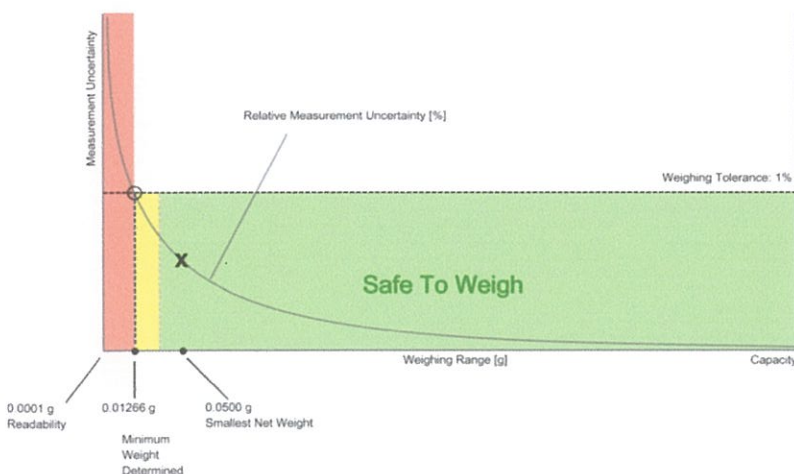 Measurement Uncertainty
Relative Measurement Uncertainty [%]
Weighing Tolerance: 1%
X
Safe To Weigh
Weighing Range [g]
Capacity
0.0001 g
Readability
0.01266 g
Minimum
Weight
Determined
0.0500 g
Smallest Net Weight